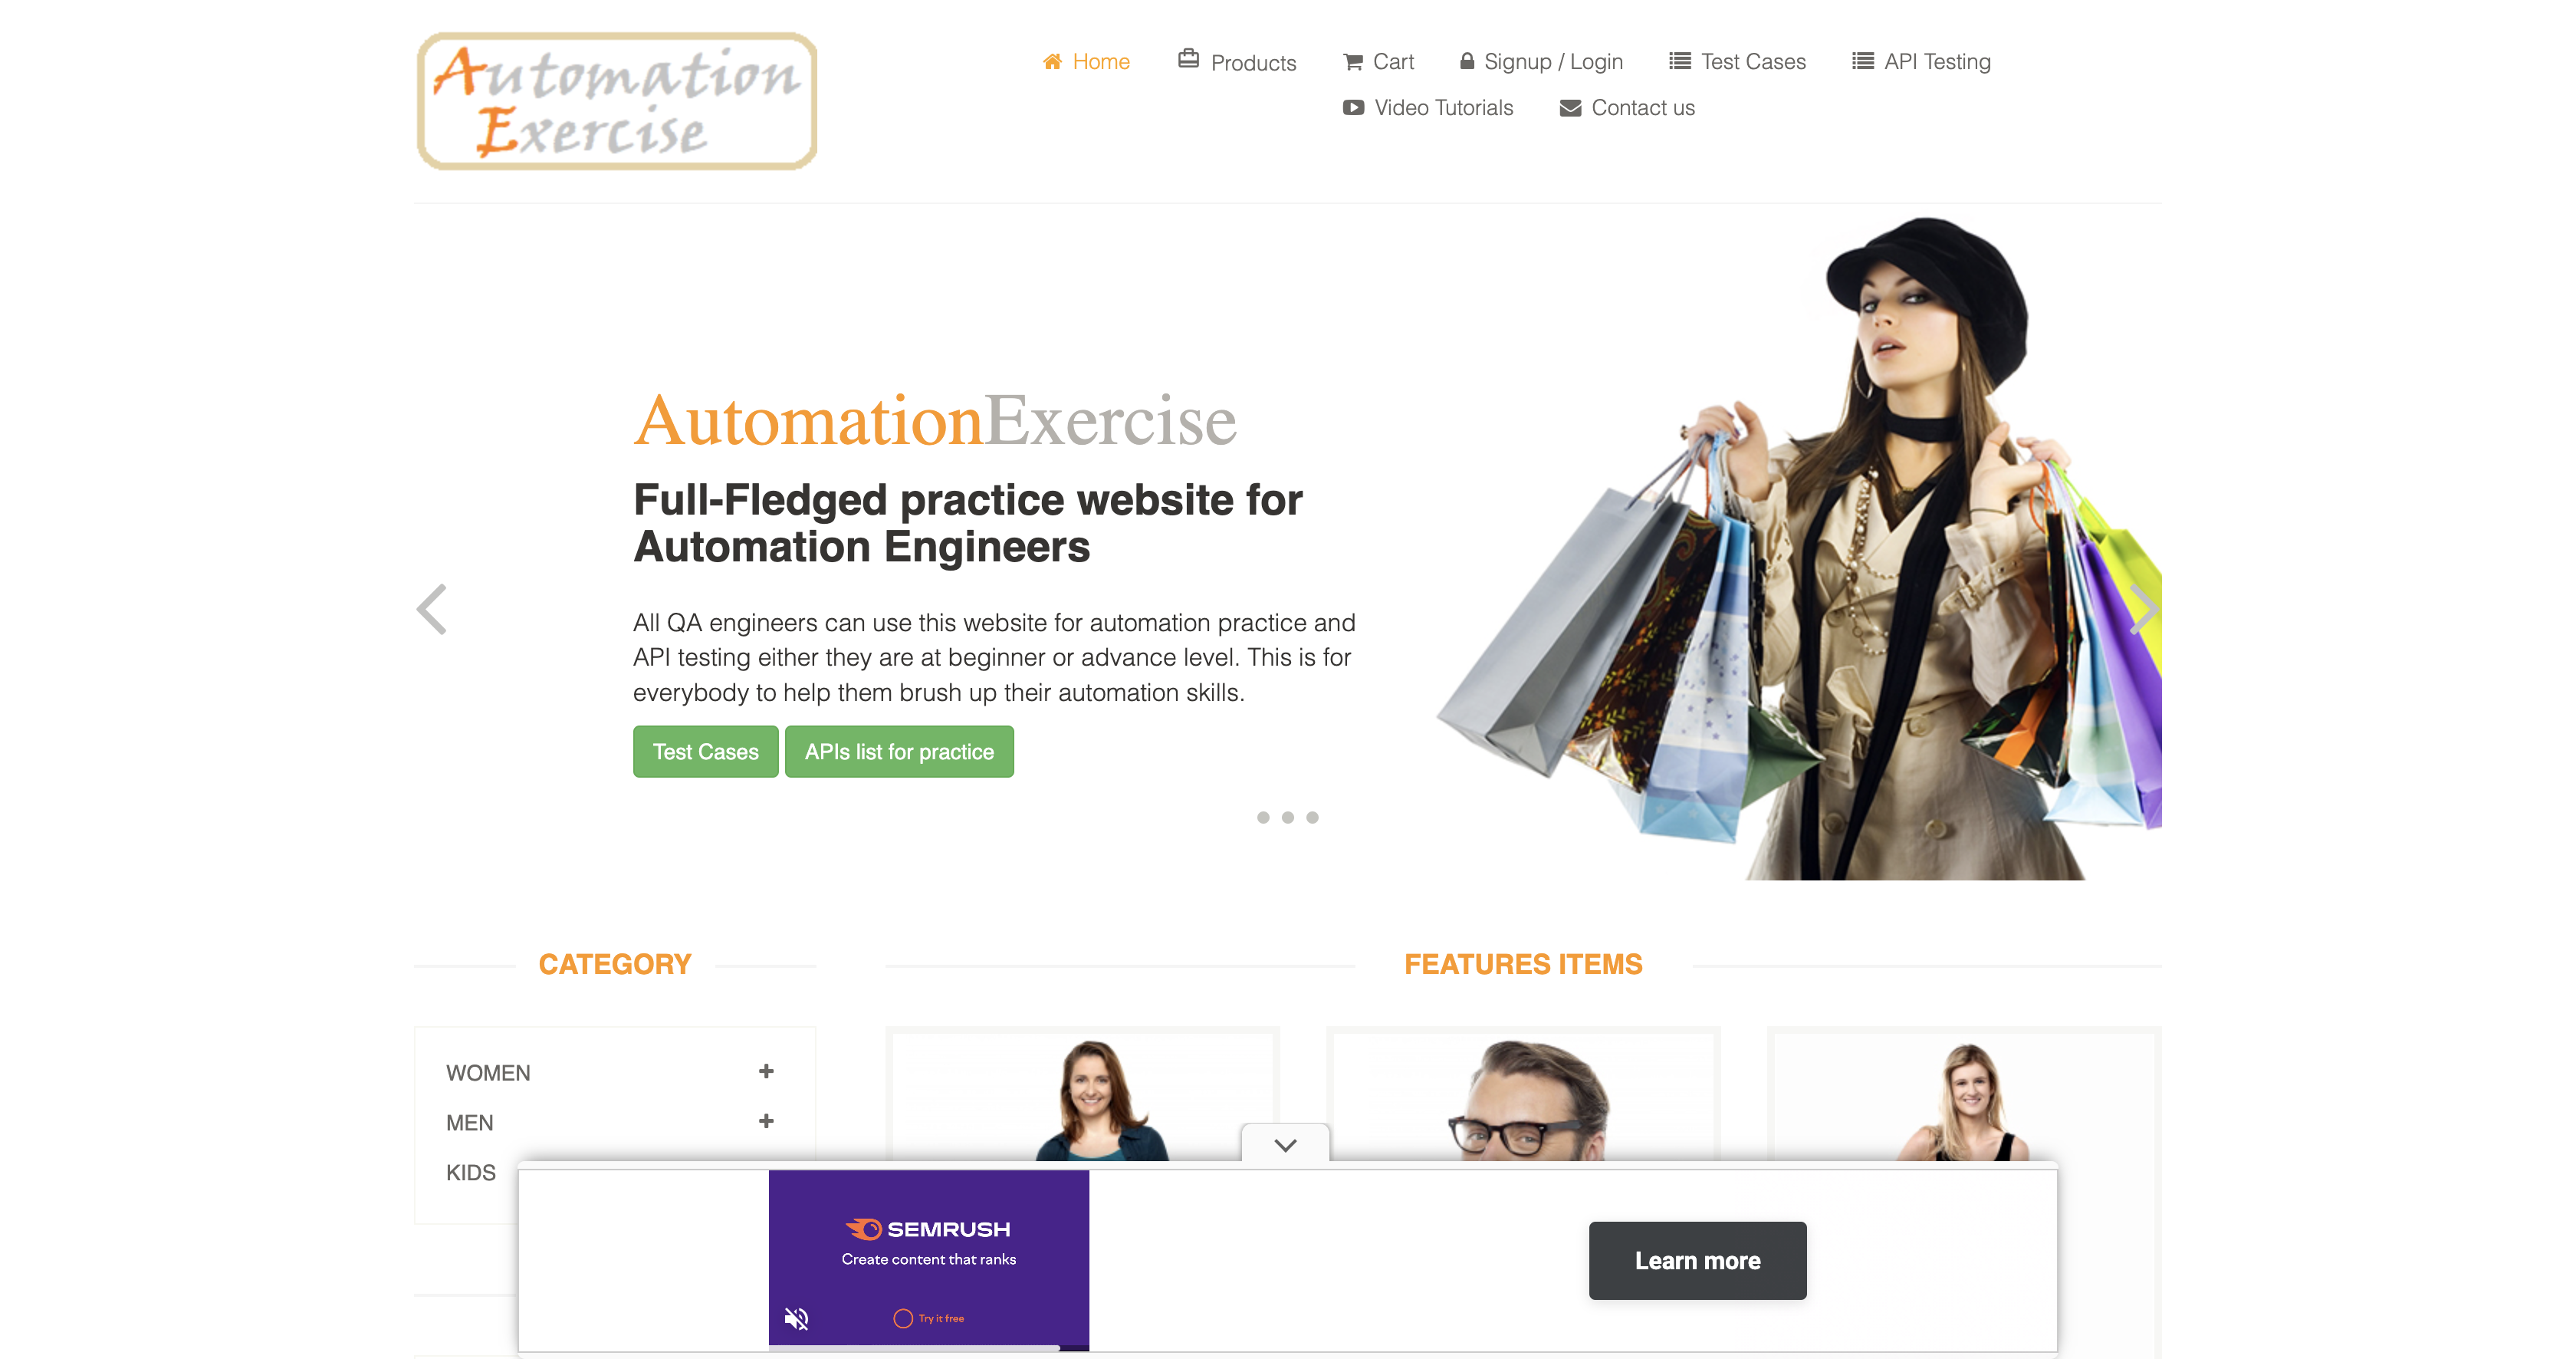 Automation
Exercise
Home
Products
Cart
Signup / Login
Test Cases
API Testing
Video Tutorials
Contact us
AutomationExercise
Full-Fledged practice website for
Automation Engineers
All QA engineers can use this website for automation practice and
API testing either they are at beginner or advance level. This is for
everybody to help them brush up their automation skills.
Test Cases
APIs list for practice
CATEGORY
FEATURES ITEMS
WOMEN
MEN
KIDS
SEMRUSH
Create content that ranks
Try it free
Learn more